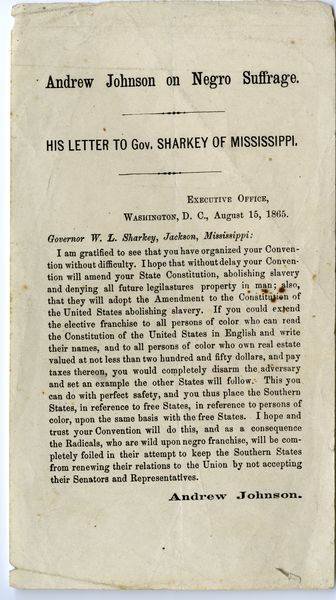 Andrew Johnson on Negro Suffrage.
HIS LETTER TO Gov. SHARKEY OF MISSISSIPPI.
Executive Office,
Washington, D. C., August 15, 1865.
Governor W. L. Sharkey, Jackson, Mississippi:
I am gratified to see that you have organized your Conven-
tion without difficulty. I hope that without delay your Conven-
tion will amend your State Constitution, abolishing slavery
and denying all future legilastures property in man; also,
that they will adopt the Amendment to the Constitution of
the United States abolishing slavery. If you could extend
the elective franchise to all persons of color who can read
the Constitution of the United States in English and write
their names, and to all persons of color who own real estate
valued at not less than two hundred and fifty dollars, and pay
taxes thereon, you would completely disarm the adversary
and set an example the other States will follow. This you
can do with perfect safety, and you thus place the Southern
States, in reference to free States, in reference to persons of
color, upon the same basis with the free States. I hope and
trust your Convention will do this, and as a consequence
the Radicals, who are wild upon negro franchise, will be com-
pletely foiled in their attempt to keep the Southern States
from renewing their relations to the Union by not accepting
their Senators and Representatives.
Andrew Johnson.